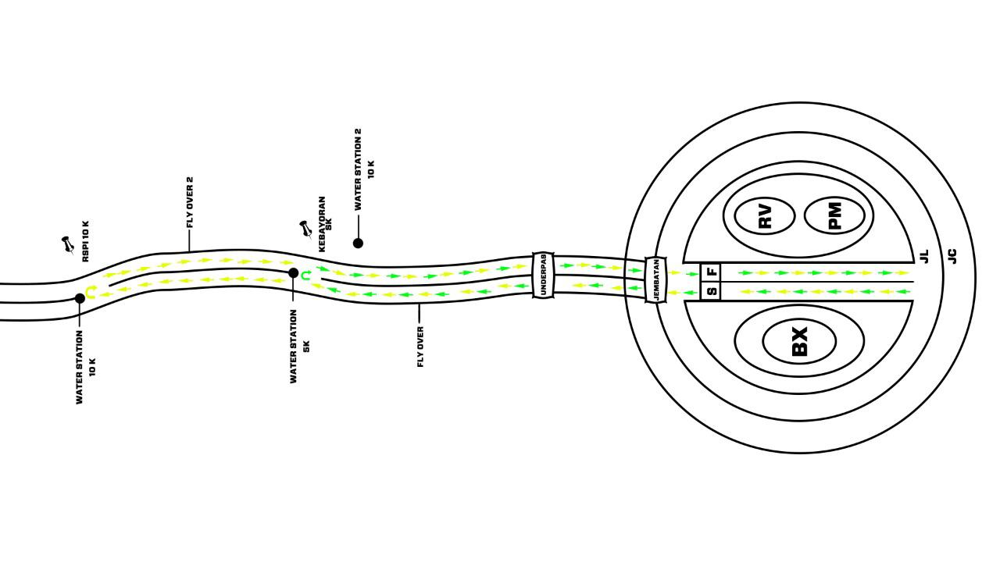 RSPI 10 K
WATER STATION
10 K
FLY OVER 2
WATER STATION
5K
KEBAYORAN
5K
WATER STATION 2
10 K
FLY OVER
UNDERPAS
JEMBATAN
F
S
RV
PM
BX
JL
JC